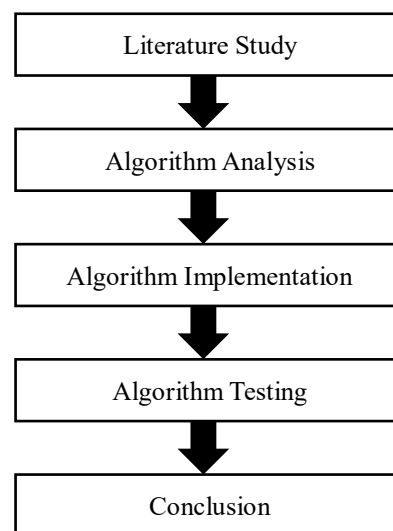 Literature Study
Algorithm Analysis
Algorithm Implementation
Algorithm Testing
Conclusion